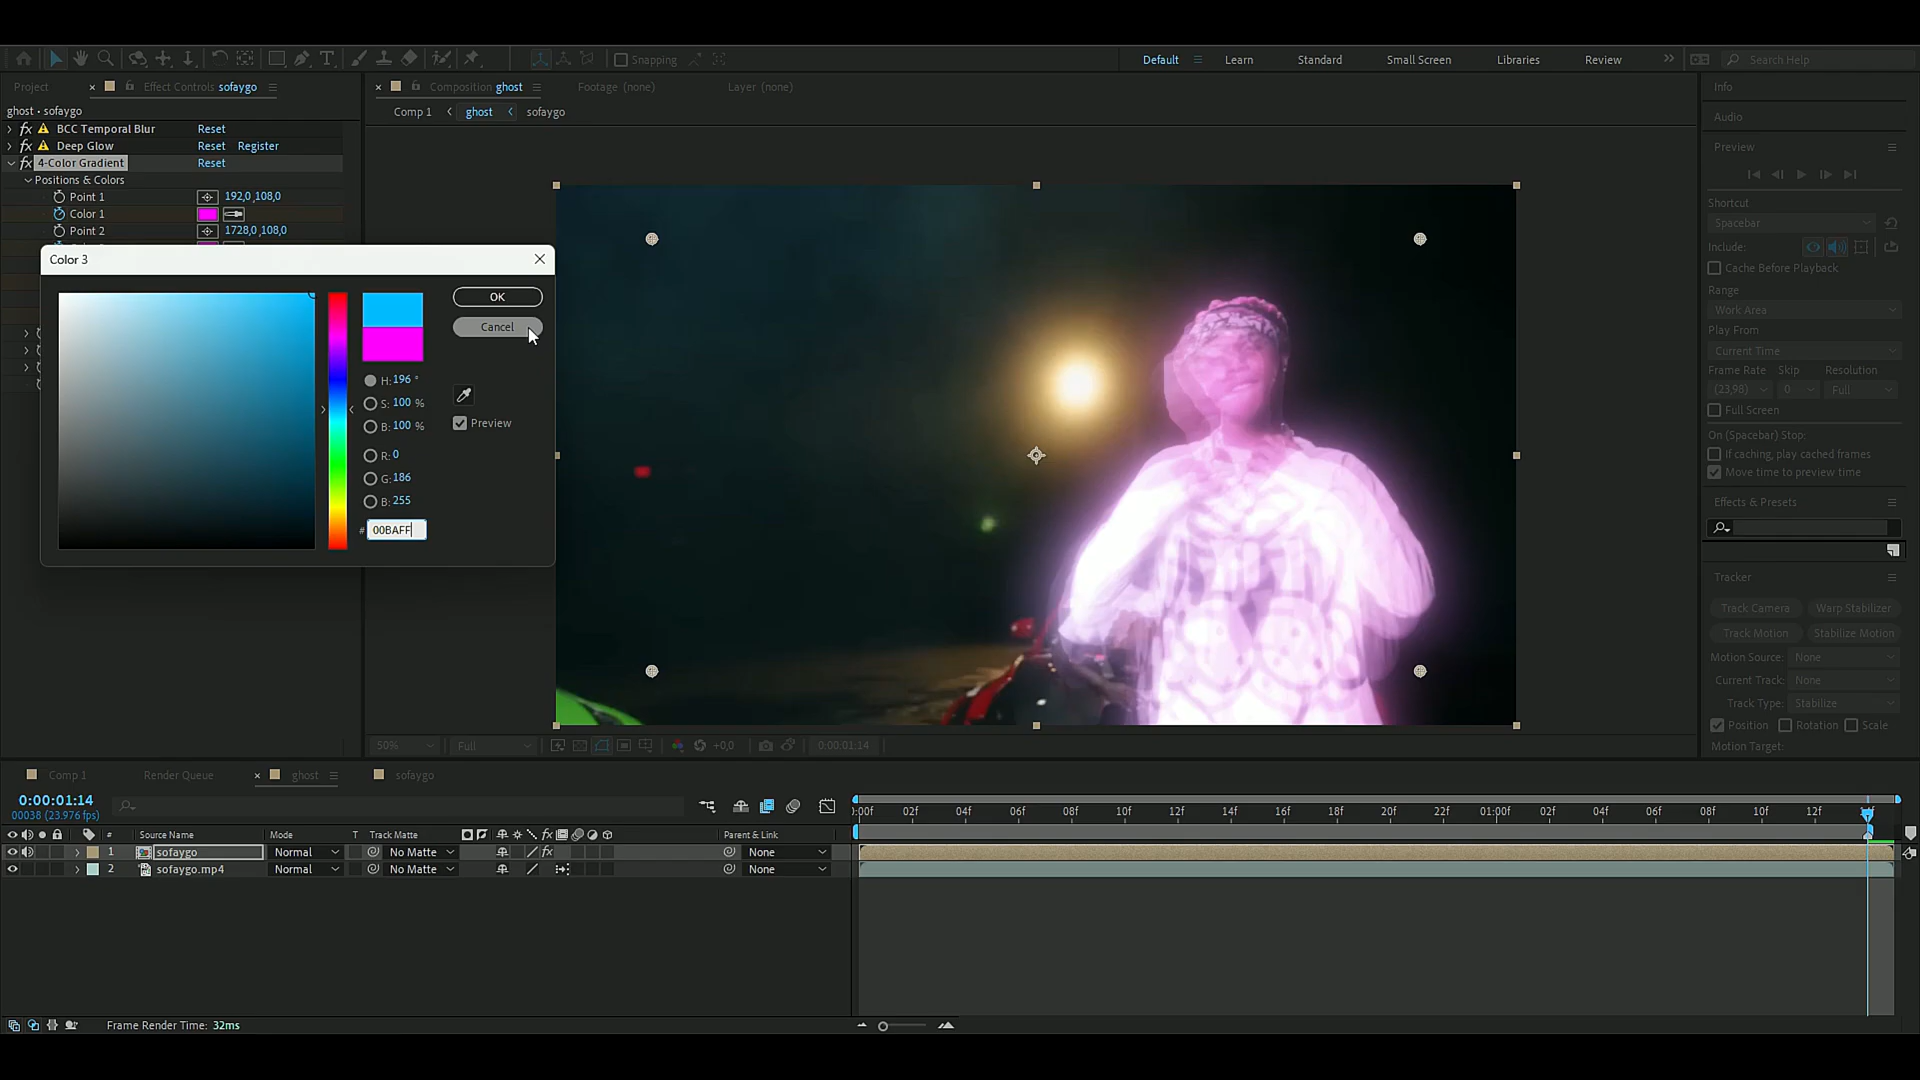 Snapping
Default
Learn
Standard
Small Screen
Libraries
Review
Search Help
Project
Effect Controls sofaygo
Composition ghost
Footage (none)
Layer (none)
Info
ghost • sofaygo
Comp 1
ghost
sofaygo
Audio
fx BCC Temporal Blur Reset
fx Deep Glow Reset Register
fx 4-Color Gradient Reset
Positions & Colors
Point 1 192,0,108,0
Color 1
Point 2 1728,0,108,0
Color 3
OK
Cancel
H: 196 °
S: 100 %
B: 100 %
Preview
R: 0
G: 186
B: 255
# 00BAFF
Preview
Shortcut
Spacebar
Include:
Cache Before Playback
Range
Work Area
Play From
Current Time
Frame Rate Skip Resolution
(23,98) 0 Full
Full Screen
On (Spacebar) Stop:
If caching, play cached frames
Move time to preview time
Effects & Presets
Tracker
Track Camera Warp Stabilizer
Track Motion Stabilize Motion
Motion Source: None
Current Track: None
Track Type: Stabilize
Position Rotation Scale
Motion Target:
50% Full +0,0 0:00:01:14
Comp 1
Render Queue
ghost
sofaygo
0:00:01:14
00038 (23.976 fps)
:00f 02f 04f 06f 08f 10f 12f 14f 16f 18f 20f 22f 01:00f 02f 04f 06f 08f 10f 12f
# Source Name Mode T Track Matte fx Parent & Link
1 sofaygo Normal No Matte fx None
2 sofaygo.mp4 Normal No Matte None
Frame Render Time: 32ms